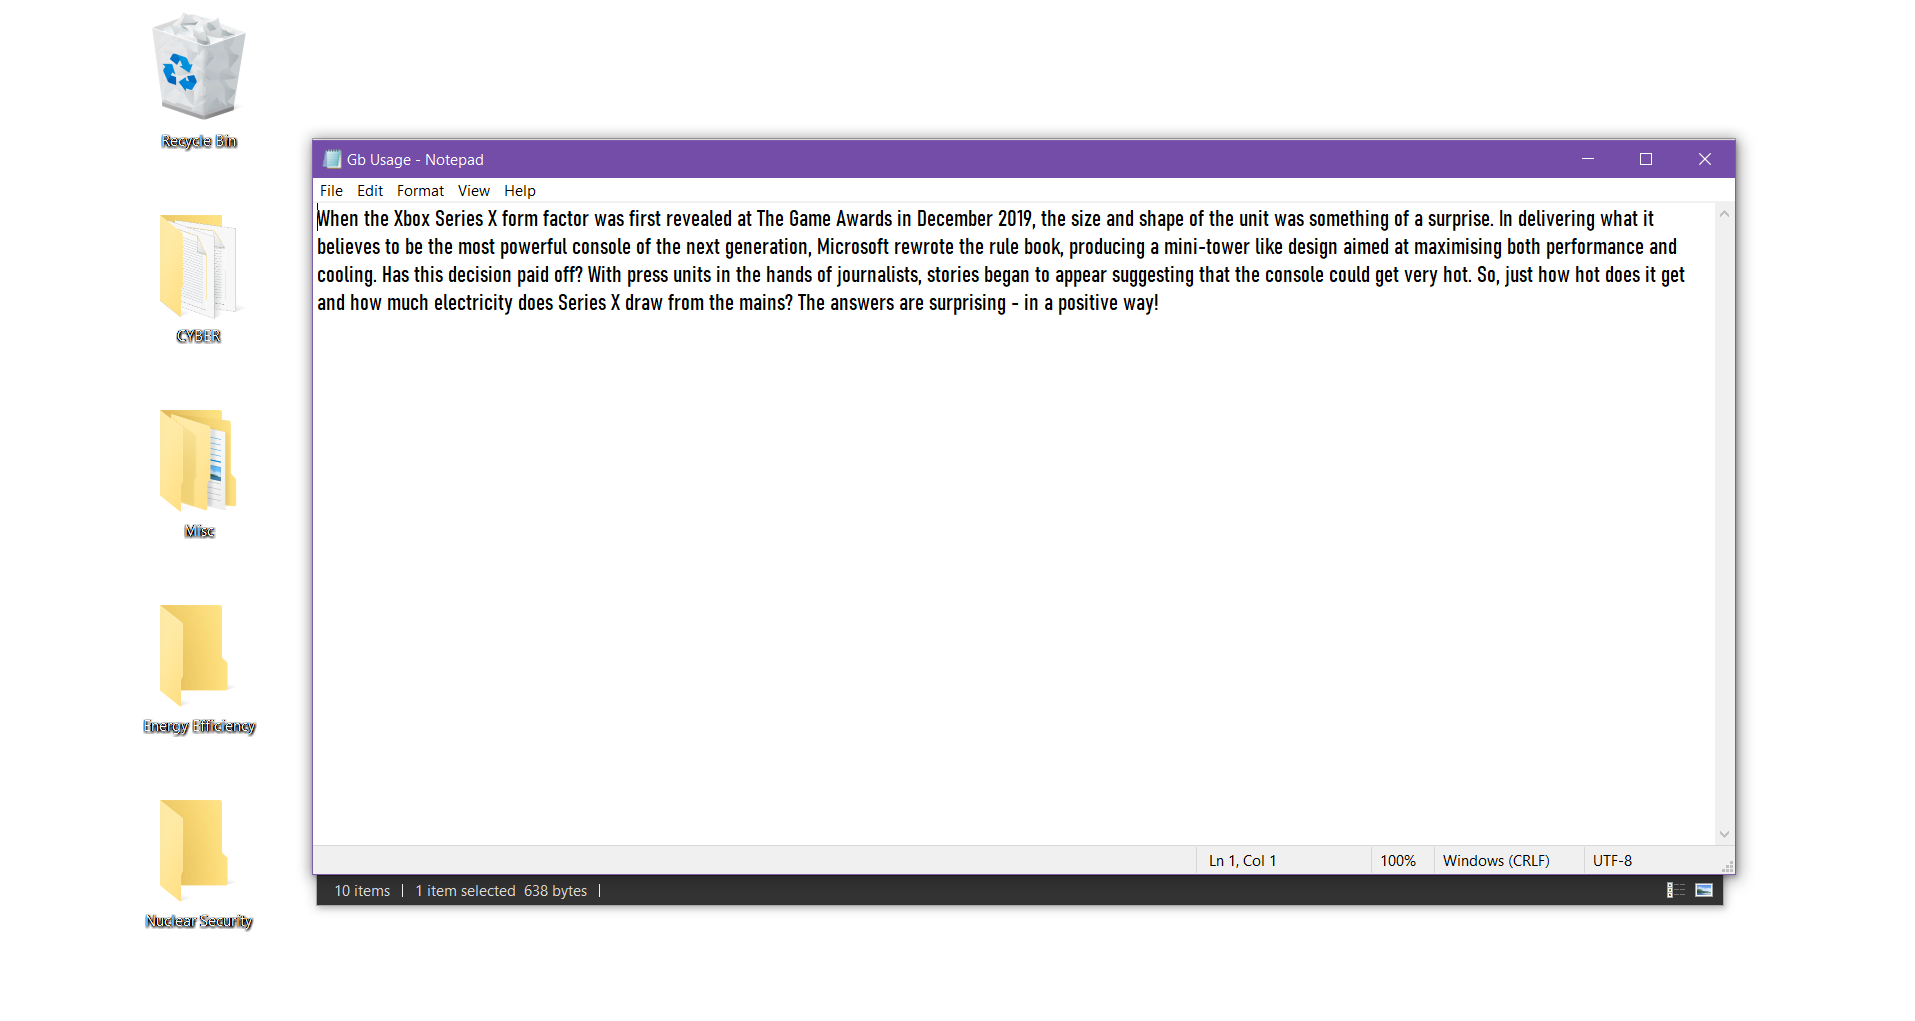 Recycle Bin
CYBER
Misc
Energy Efficiency
Nuclear Security
Gb Usage - Notepad
File Edit Format View Help
When the Xbox Series X form factor was first revealed at The Game Awards in December 2019, the size and shape of the unit was something of a surprise. In delivering what it
believes to be the most powerful console of the next generation, Microsoft rewrote the rule book, producing a mini-tower like design aimed at maximising both performance and
cooling. Has this decision paid off? With press units in the hands of journalists, stories began to appear suggesting that the console could get very hot. So, just how hot does it get
and how much electricity does Series X draw from the mains? The answers are surprising - in a positive way!
Ln 1, Col 1 100% Windows (CRLF) UTF-8
10 items | 1 item selected 638 bytes |